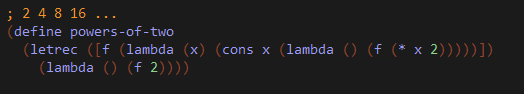 ; 2 4 8 16 ...
(define powers-of-two
  (letrec ([f (lambda (x) (cons x (lambda () (f (* x 2)))))])
    (lambda () (f 2))))